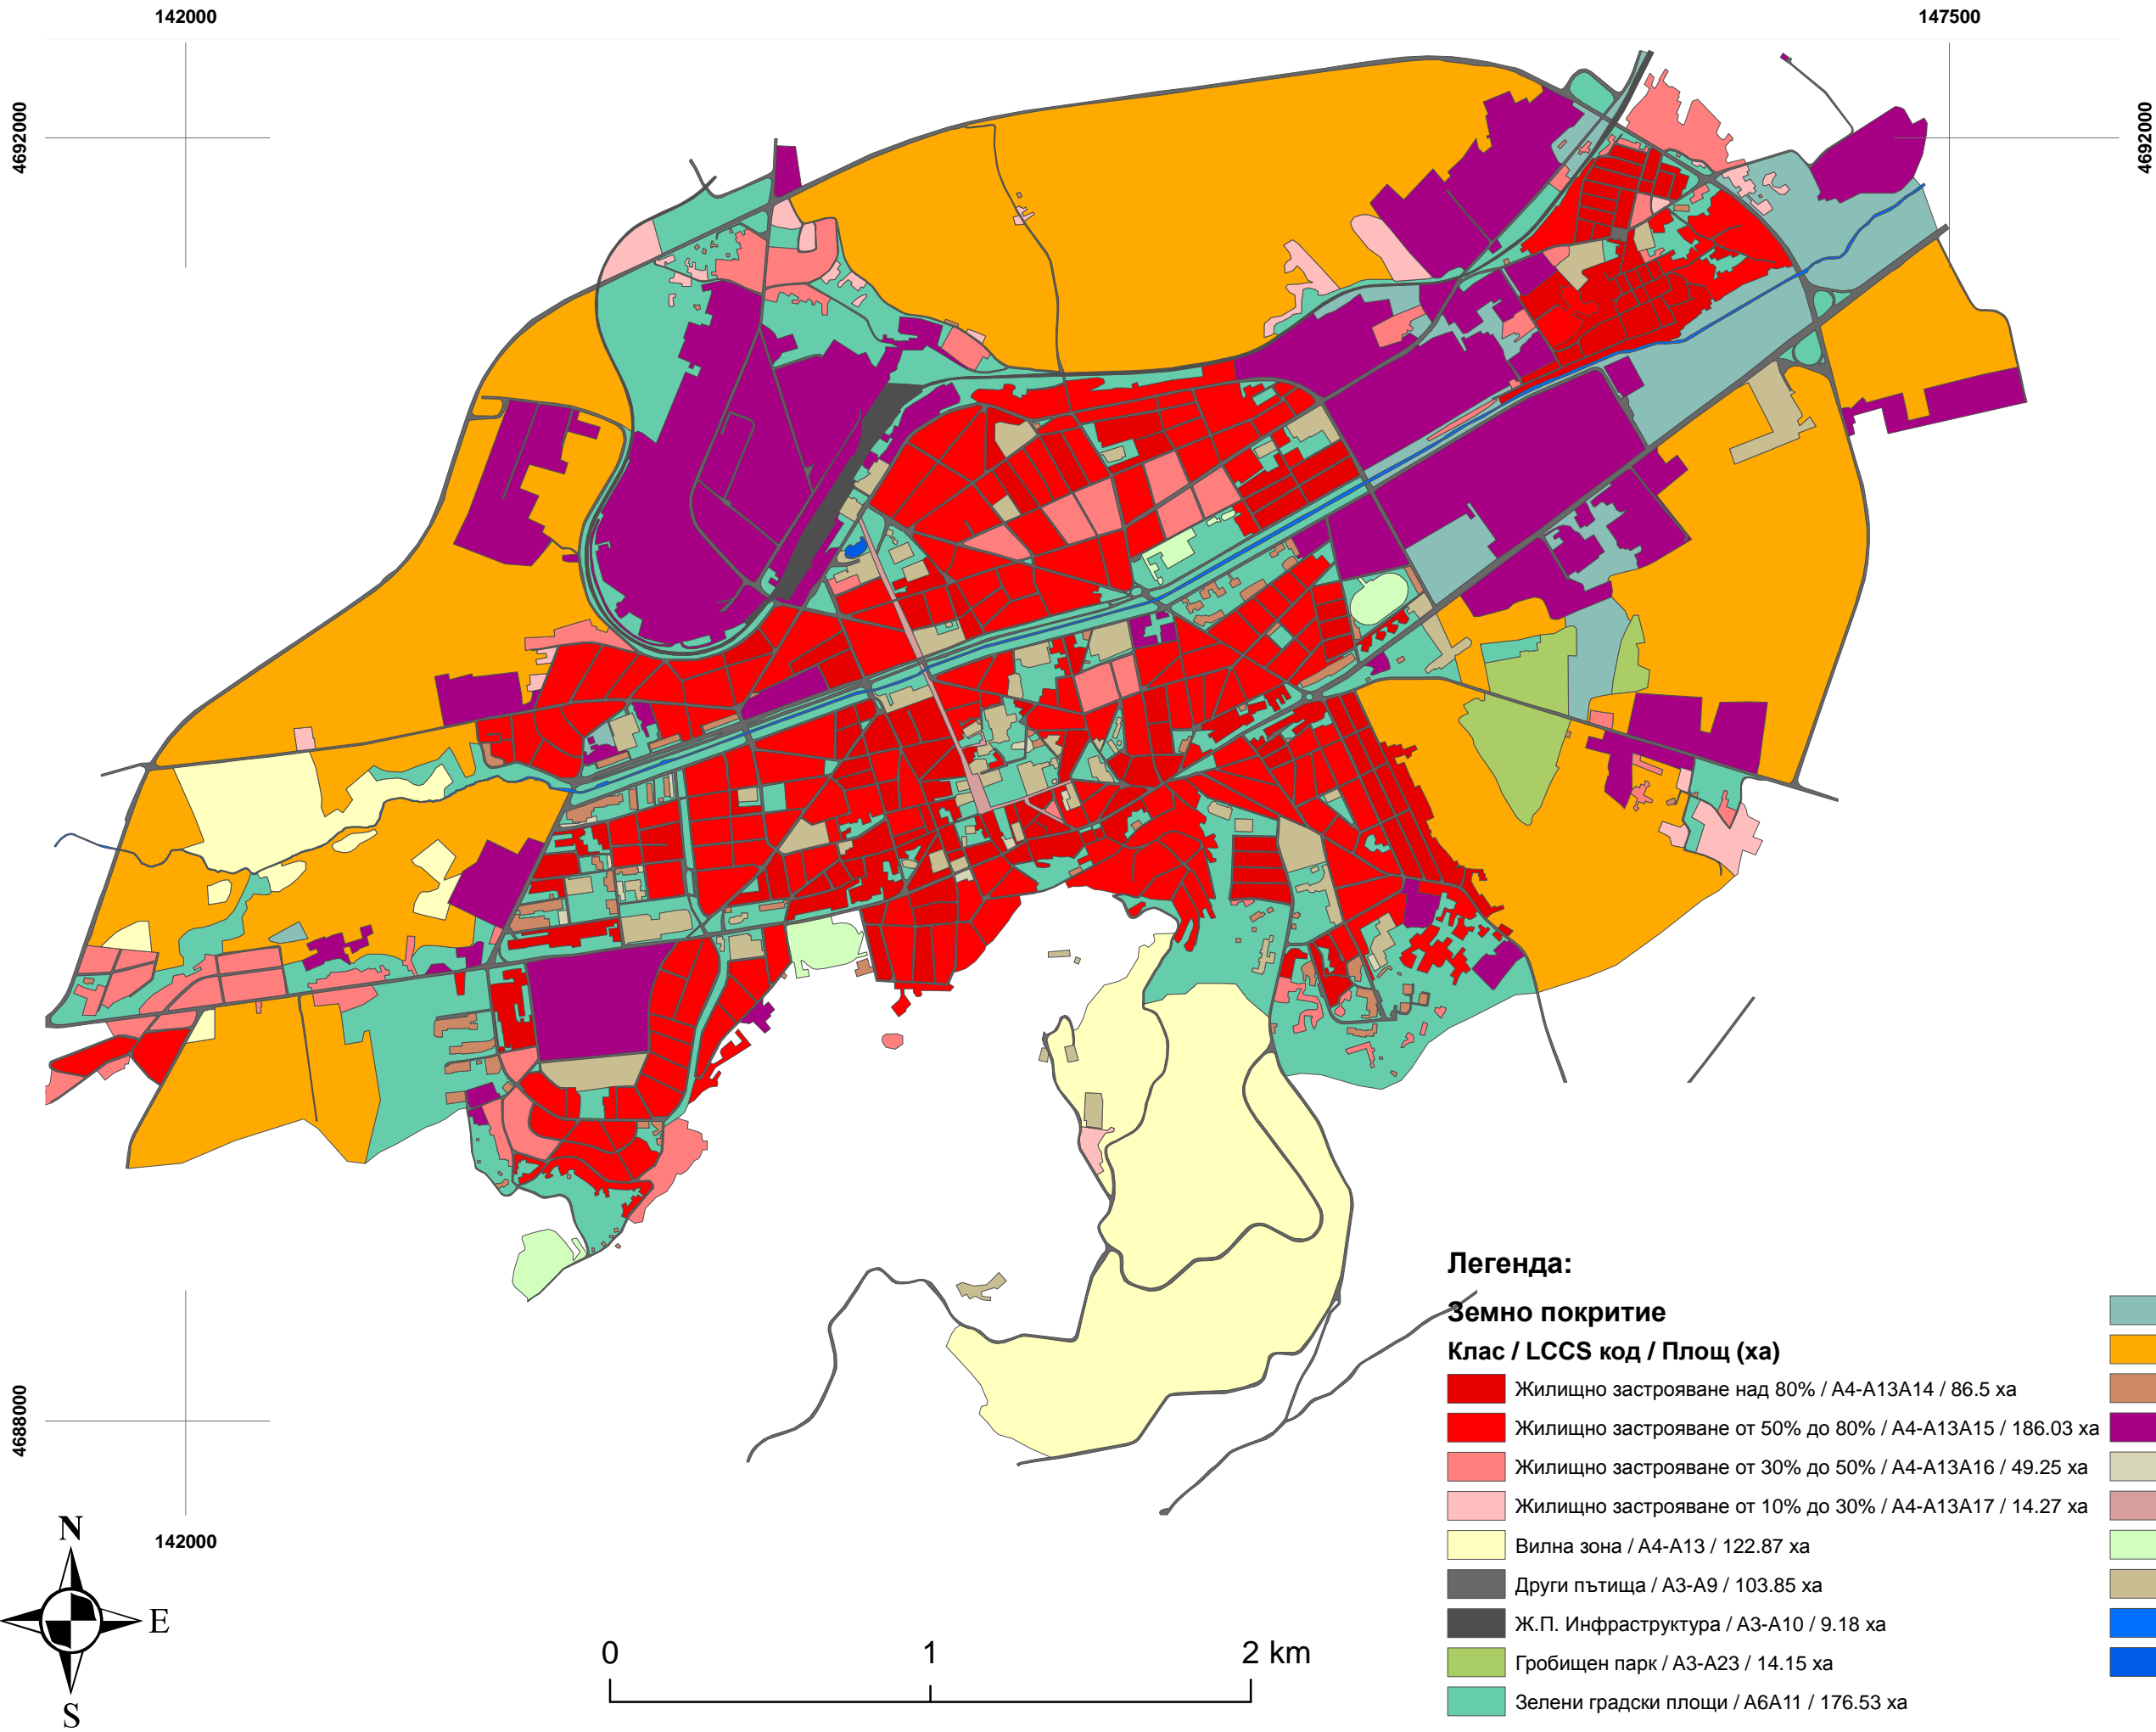 142000
147500
4692000
4692000
Легенда:
Земно покритие
Клас / LCCS код / Площ (ха)
Жилищно застрояване над 80% / A4-A13A14 / 86.5 ха
Жилищно застрояване от 50% до 80% / A4-A13A15 / 186.03 ха
Жилищно застрояване от 30% до 50% / A4-A13A16 / 49.25 ха
4688000
Жилищно застрояване от 10% до 30% / A4-A13A17 / 14.27 ха
Вилна зона / A4-A13 / 122.87 ха
Други пътища / A3-A9 / 103.85 ха
Ж.П. Инфраструктура / A3-A10 / 9.18 ха
Гробищен парк / A3-A23 / 14.15 ха
Зелени градски площи / A6A11 / 176.53 ха
142000
N
E
S
0 1 2 km